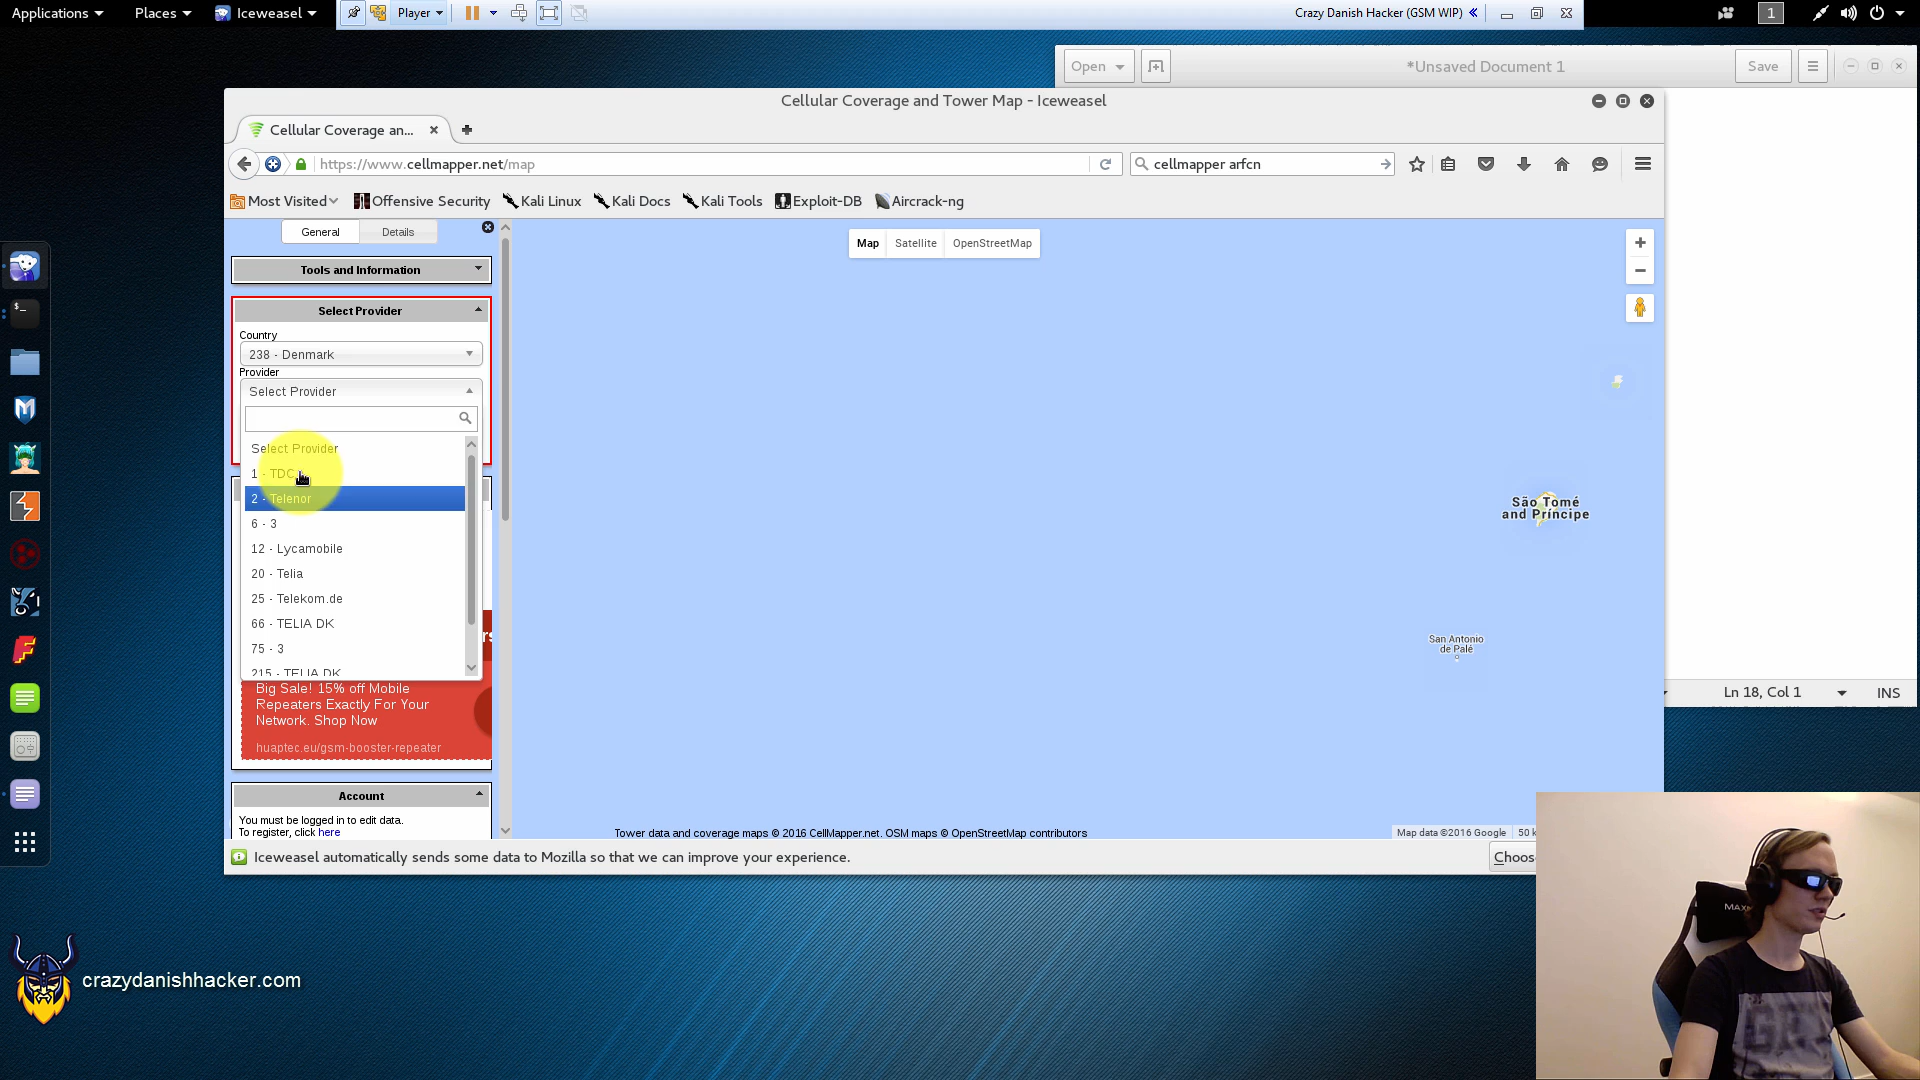 Applications Places Iceweasel Player Crazy Danish Hacker (GSM WIP) 1
Open *Unsaved Document 1 Save
Cellular Coverage and Tower Map - Iceweasel
Cellular Coverage an...
https://www.cellmapper.net/map cellmapper arfcn
Most Visited Offensive Security Kali Linux Kali Docs Kali Tools Exploit-DB Aircrack-ng
General Details
Map Satellite OpenStreetMap
Tools and Information
Select Provider
Country
238 - Denmark
Provider
Select Provider
Select Provider
1 - TDC
2 - Telenor
6 - 3
12 - Lycamobile
20 - Telia
25 - Telekom.de
66 - TELIA DK
75 - 3
215 - TELIA DK
Big Sale! 15% off Mobile
Repeaters Exactly For Your
Network. Shop Now
huaptec.eu/gsm-booster-repeater
Account
You must be logged in to edit data.
To register, click here
São Tomé
and Príncipe
San Antonio
de Palé
Tower data and coverage maps © 2016 CellMapper.net. OSM maps © OpenStreetMap contributors
Map data ©2016 Google 50
Iceweasel automatically sends some data to Mozilla so that we can improve your experience.
Choos
Ln 18, Col 1 INS
crazydanishhacker.com